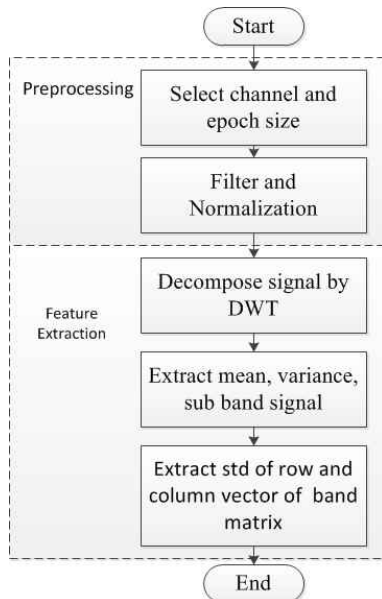 Start
Preprocessing
Select channel and
epoch size
Filter and
Normalization
Feature
Extraction
Decompose signal by
DWT
Extract mean, variance,
sub band signal
Extract std of row and
column vector of band
matrix
End